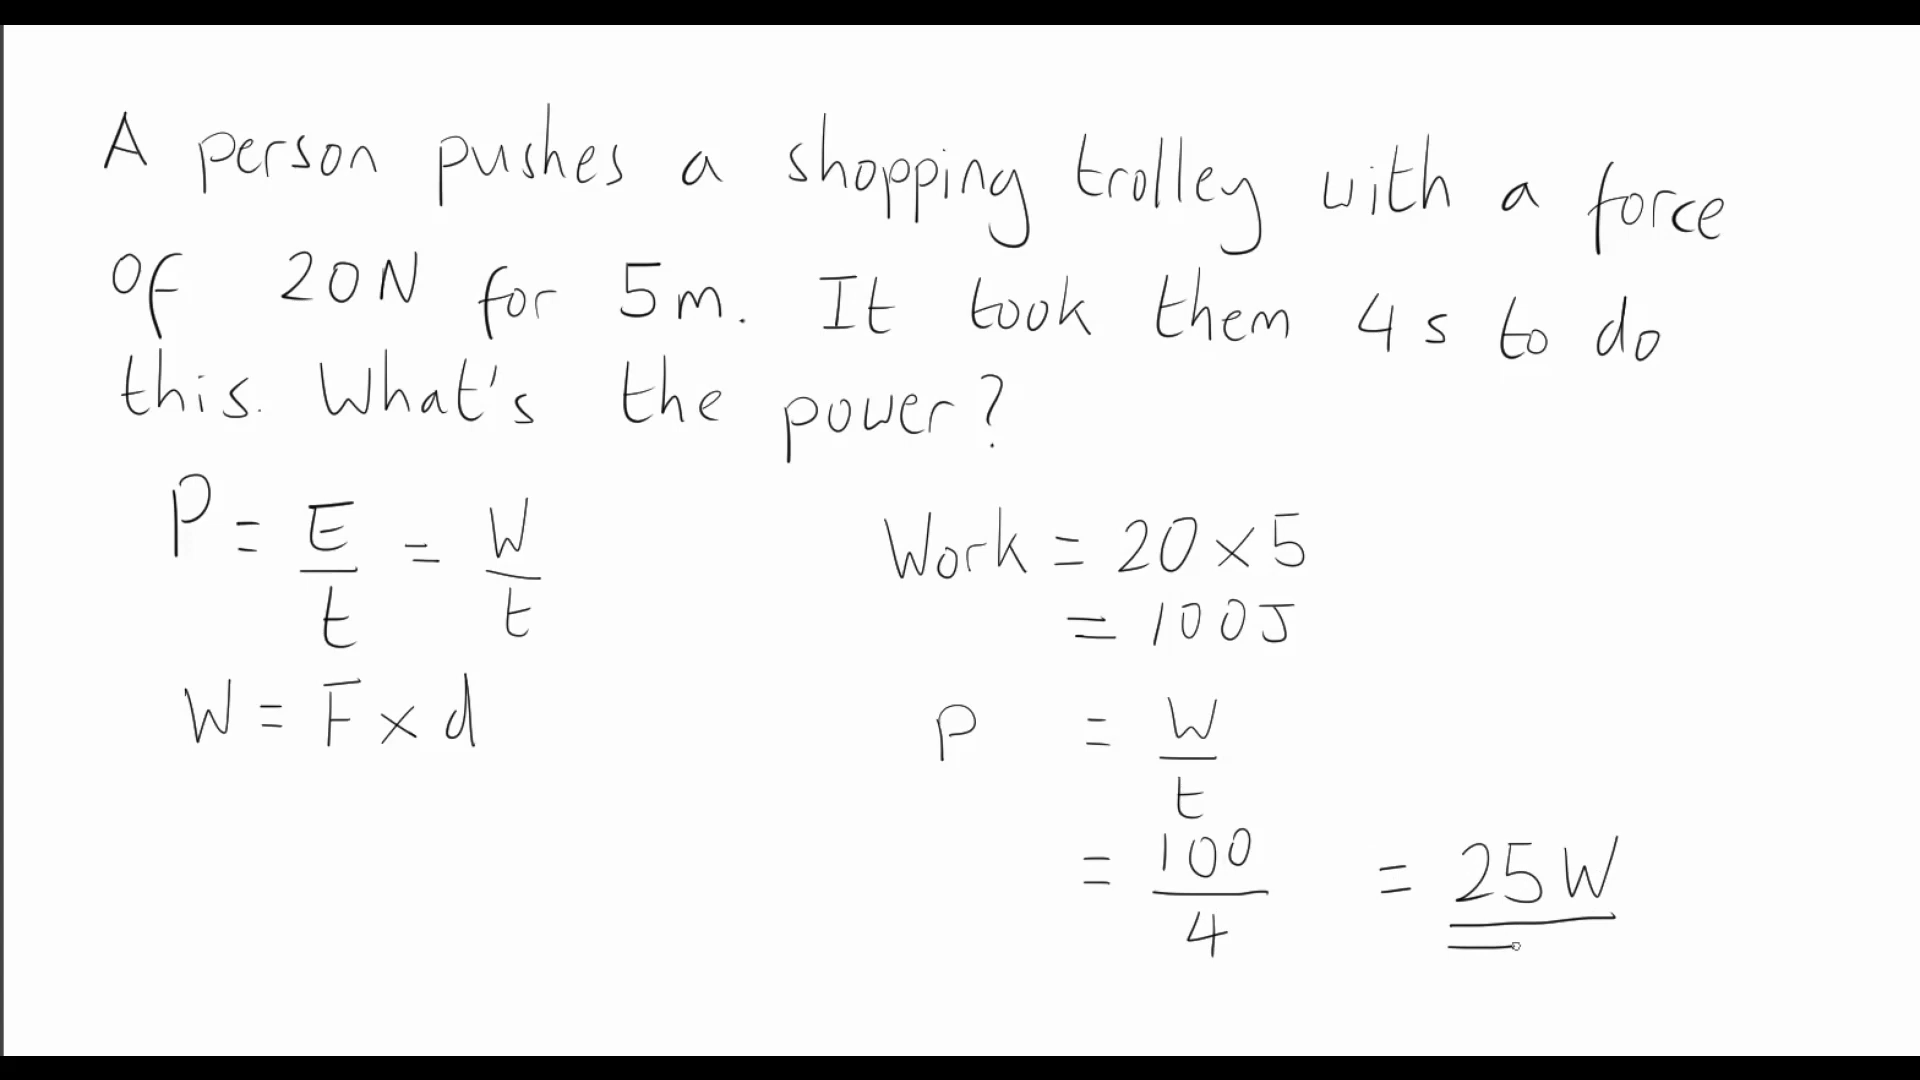 A person pushes a shopping trolley with a force
of 20N for 5m. It took them 4s to do
this. What's the power?
P = E/t = W/t
W = F × d
Work = 20 × 5
= 100J
P = W/t
= 100/4 = 25W